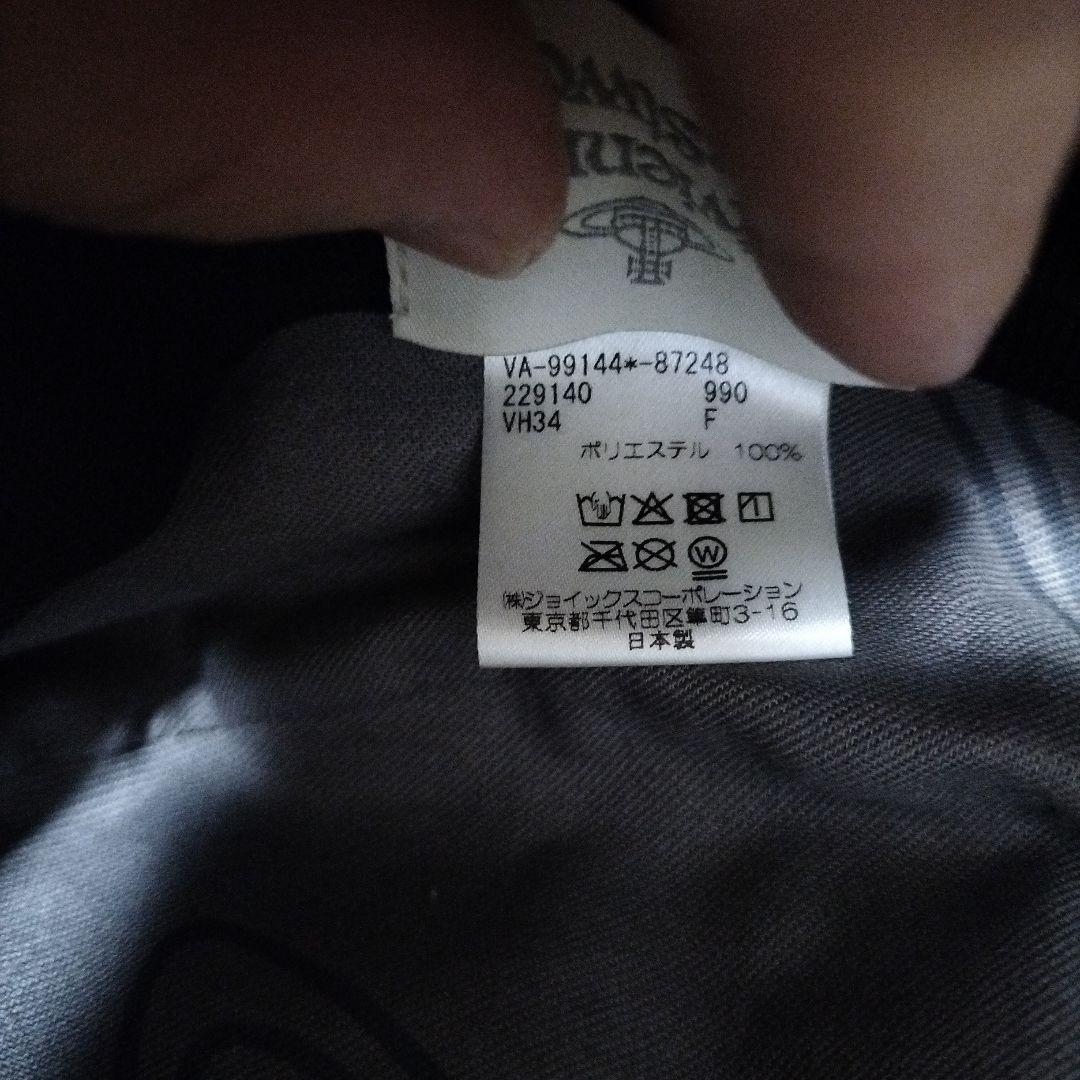 VA-99144*-87248
229140 990
VH34 F
ポリエステル 100%
W
㈱ジョイックスコーポレーション
東京都千代田区隼町3-16
日本製